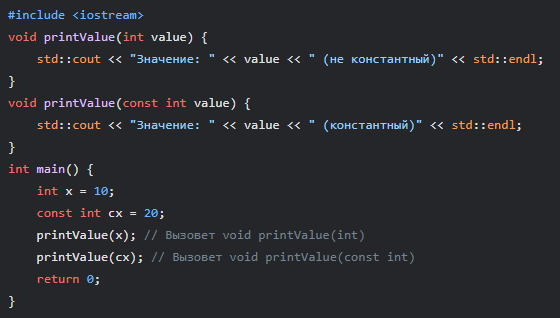 #include <iostream>
void printValue(int value) {
    std::cout << "Значение: " << value << " (не константный)" << std::endl;
}
void printValue(const int value) {
    std::cout << "Значение: " << value << " (константный)" << std::endl;
}
int main() {
    int x = 10;
    const int cx = 20;
    printValue(x); // Вызовет void printValue(int)
    printValue(cx); // Вызовет void printValue(const int)
    return 0;
}